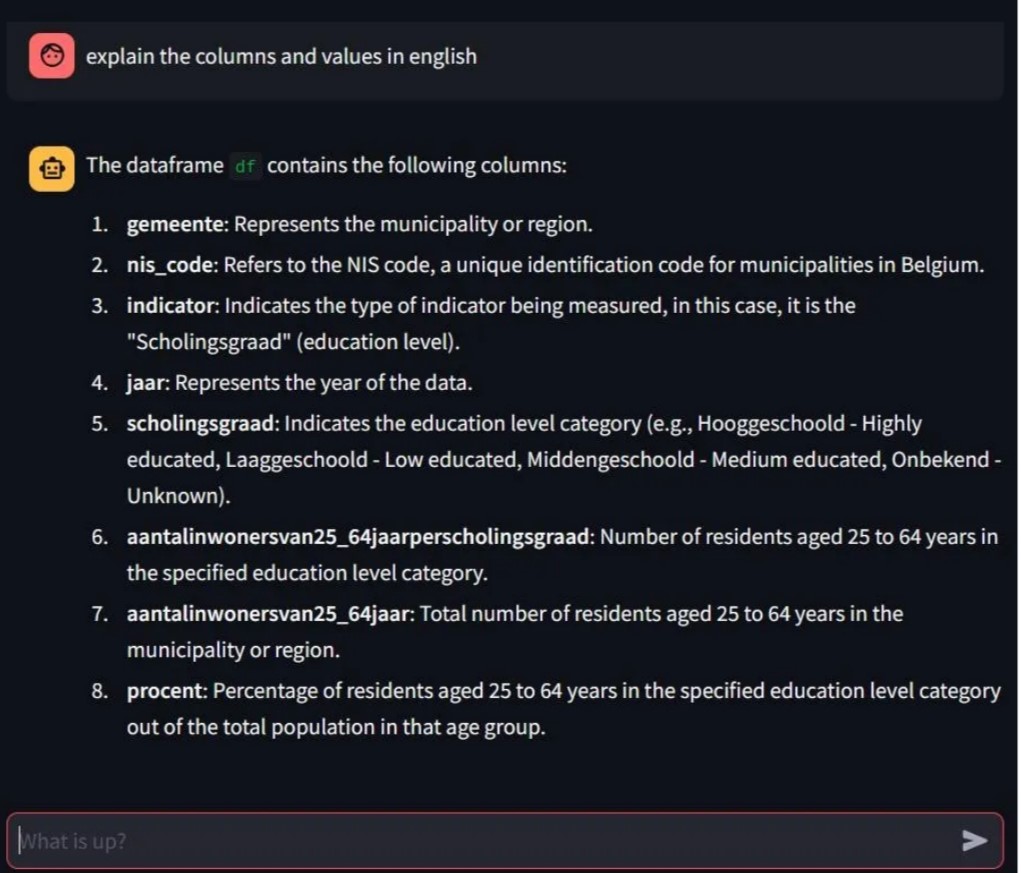 explain the columns and values in english
The dataframe df contains the following columns:
1. gemeente: Represents the municipality or region.
2. nis_code: Refers to the NIS code, a unique identification code for municipalities in Belgium.
3. indicator: Indicates the type of indicator being measured, in this case, it is the
"Scholingsgraad" (education level).
4. jaar: Represents the year of the data.
5. scholingsgraad: Indicates the education level category (e.g., Hooggeschoold - Highly
educated, Laaggeschoold - Low educated, Middengeschoold - Medium educated, Onbekend -
Unknown).
6. aantalinwonersvan25_64jaarperscholingsgraad: Number of residents aged 25 to 64 years in
the specified education level category.
7. aantalinwonersvan25_64jaar: Total number of residents aged 25 to 64 years in the
municipality or region.
8. procent: Percentage of residents aged 25 to 64 years in the specified education level category
out of the total population in that age group.
What is up?